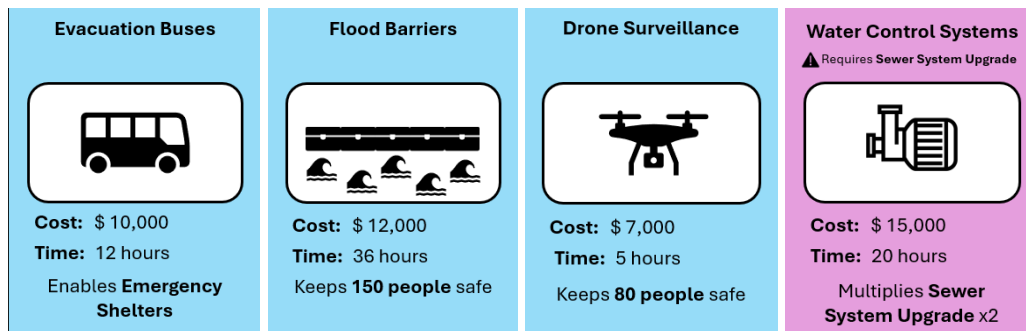 Evacuation Buses
Cost: $ 10,000
Time: 12 hours
Enables Emergency
Shelters
Flood Barriers
Cost: $ 12,000
Time: 36 hours
Keeps 150 people safe
Drone Surveillance
Cost: $ 7,000
Time: 5 hours
Keeps 80 people safe
Water Control Systems
Requires Sewer System Upgrade
Cost: $ 15,000
Time: 20 hours
Multiplies Sewer
System Upgrade x2